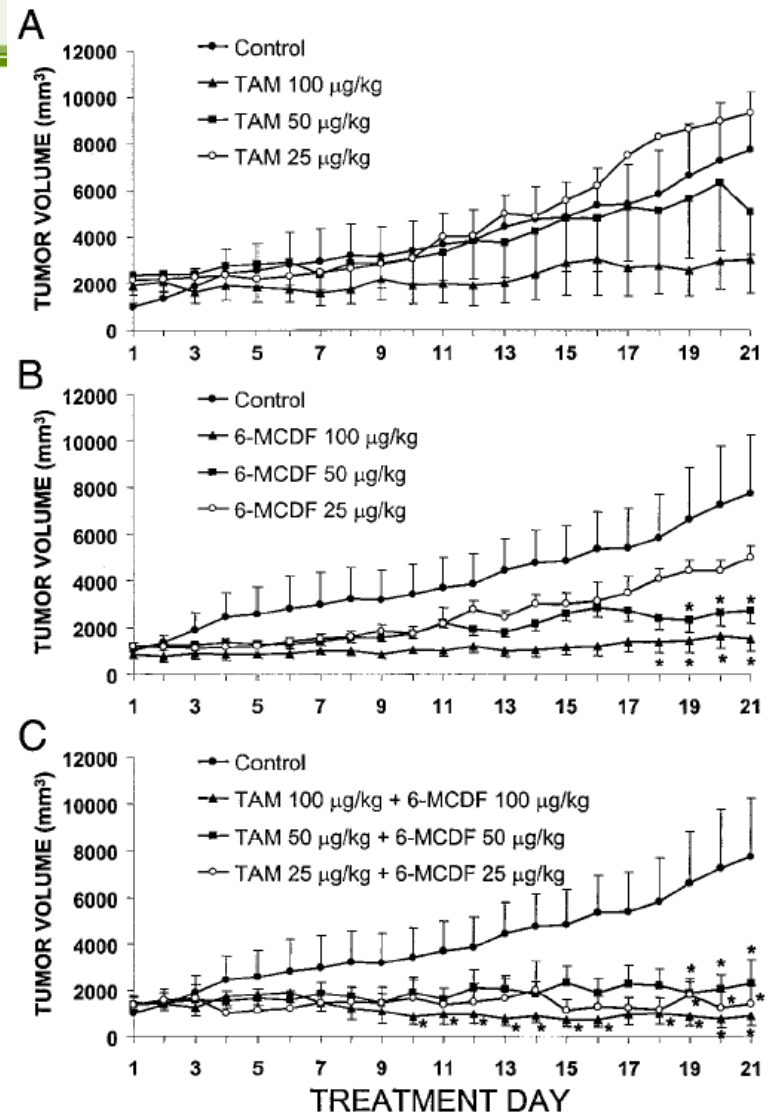 A
TUMOR VOLUME (mm³)
12000
10000
8000
6000
4000
2000
0
Control
TAM 100 µg/kg
TAM 50 µg/kg
TAM 25 µg/kg
1 3 5 7 9 11 13 15 17 19 21
B
TUMOR VOLUME (mm³)
12000
10000
8000
6000
4000
2000
0
Control
6-MCDF 100 µg/kg
6-MCDF 50 µg/kg
6-MCDF 25 µg/kg
* * *
* * * *
1 3 5 7 9 11 13 15 17 19 21
C
TUMOR VOLUME (mm³)
12000
10000
8000
6000
4000
2000
0
Control
TAM 100 µg/kg + 6-MCDF 100 µg/kg
TAM 50 µg/kg + 6-MCDF 50 µg/kg
TAM 25 µg/kg + 6-MCDF 25 µg/kg
* * *
* * *
* * * * * * * * * * *
1 3 5 7 9 11 13 15 17 19 21
TREATMENT DAY